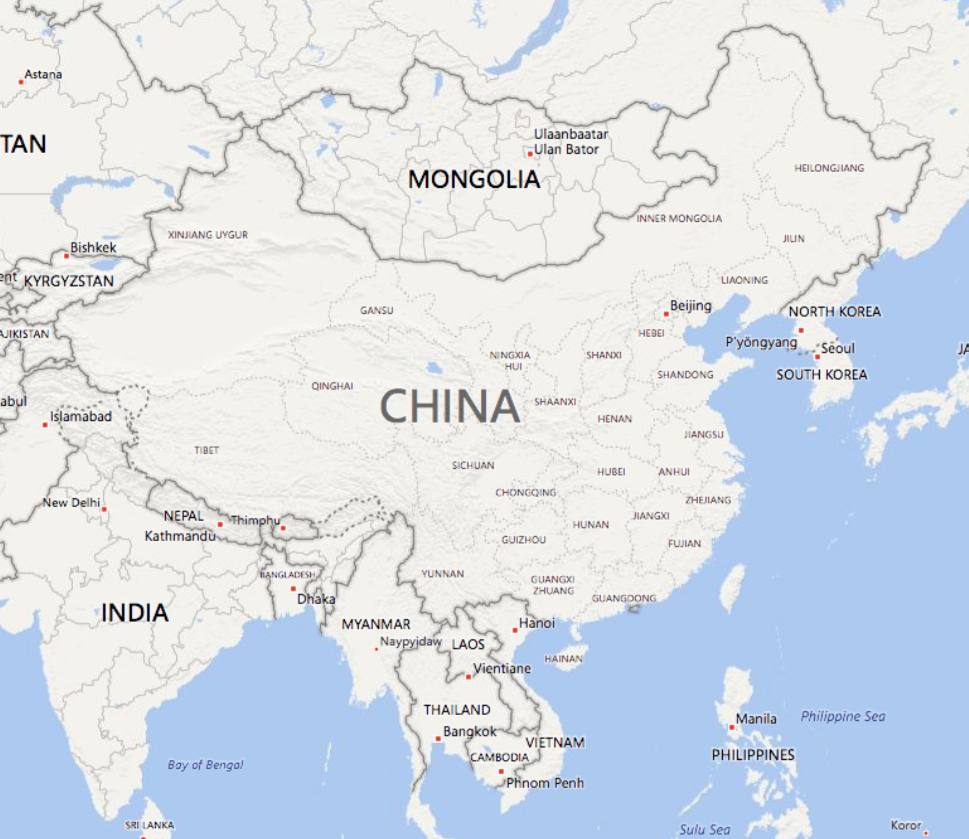 Astana
TAN
Ulaanbaatar
Ulan Bator
MONGOLIA
HEILONGJIANG
INNER MONGOLIA
XINJIANG UYGUR
JILIN
Bishkek
ent
KYRGYZSTAN
LIAONING
GANSU
Beijing
NORTH KOREA
AJIKISTAN
HEBEI
P'yŏngyang
Seoul
JA
NINGXIA
HUI
SHANXI
SHANDONG
SOUTH KOREA
QINGHAI
CHINA
SHAANXI
abul
Islamabad
HENAN
JIANGSU
TIBET
SICHUAN
HUBEI
ANHUI
CHONGQING
ZHEJIANG
New Delhi
NEPAL
Thimphu
JIANGXI
HUNAN
Kathmandu
GUIZHOU
FUJIAN
BANGLADESH
YUNNAN
GUANGXI
ZHUANG
Dhaka
GUANGDONG
INDIA
MYANMAR
Hanoi
Naypyidaw
LAOS
HAINAN
Vientiane
THAILAND
Manila
Philippine Sea
Bangkok
VIETNAM
PHILIPPINES
CAMBODIA
Bay of Bengal
Phnom Penh
SRI LANKA
Sulu Sea
Koror